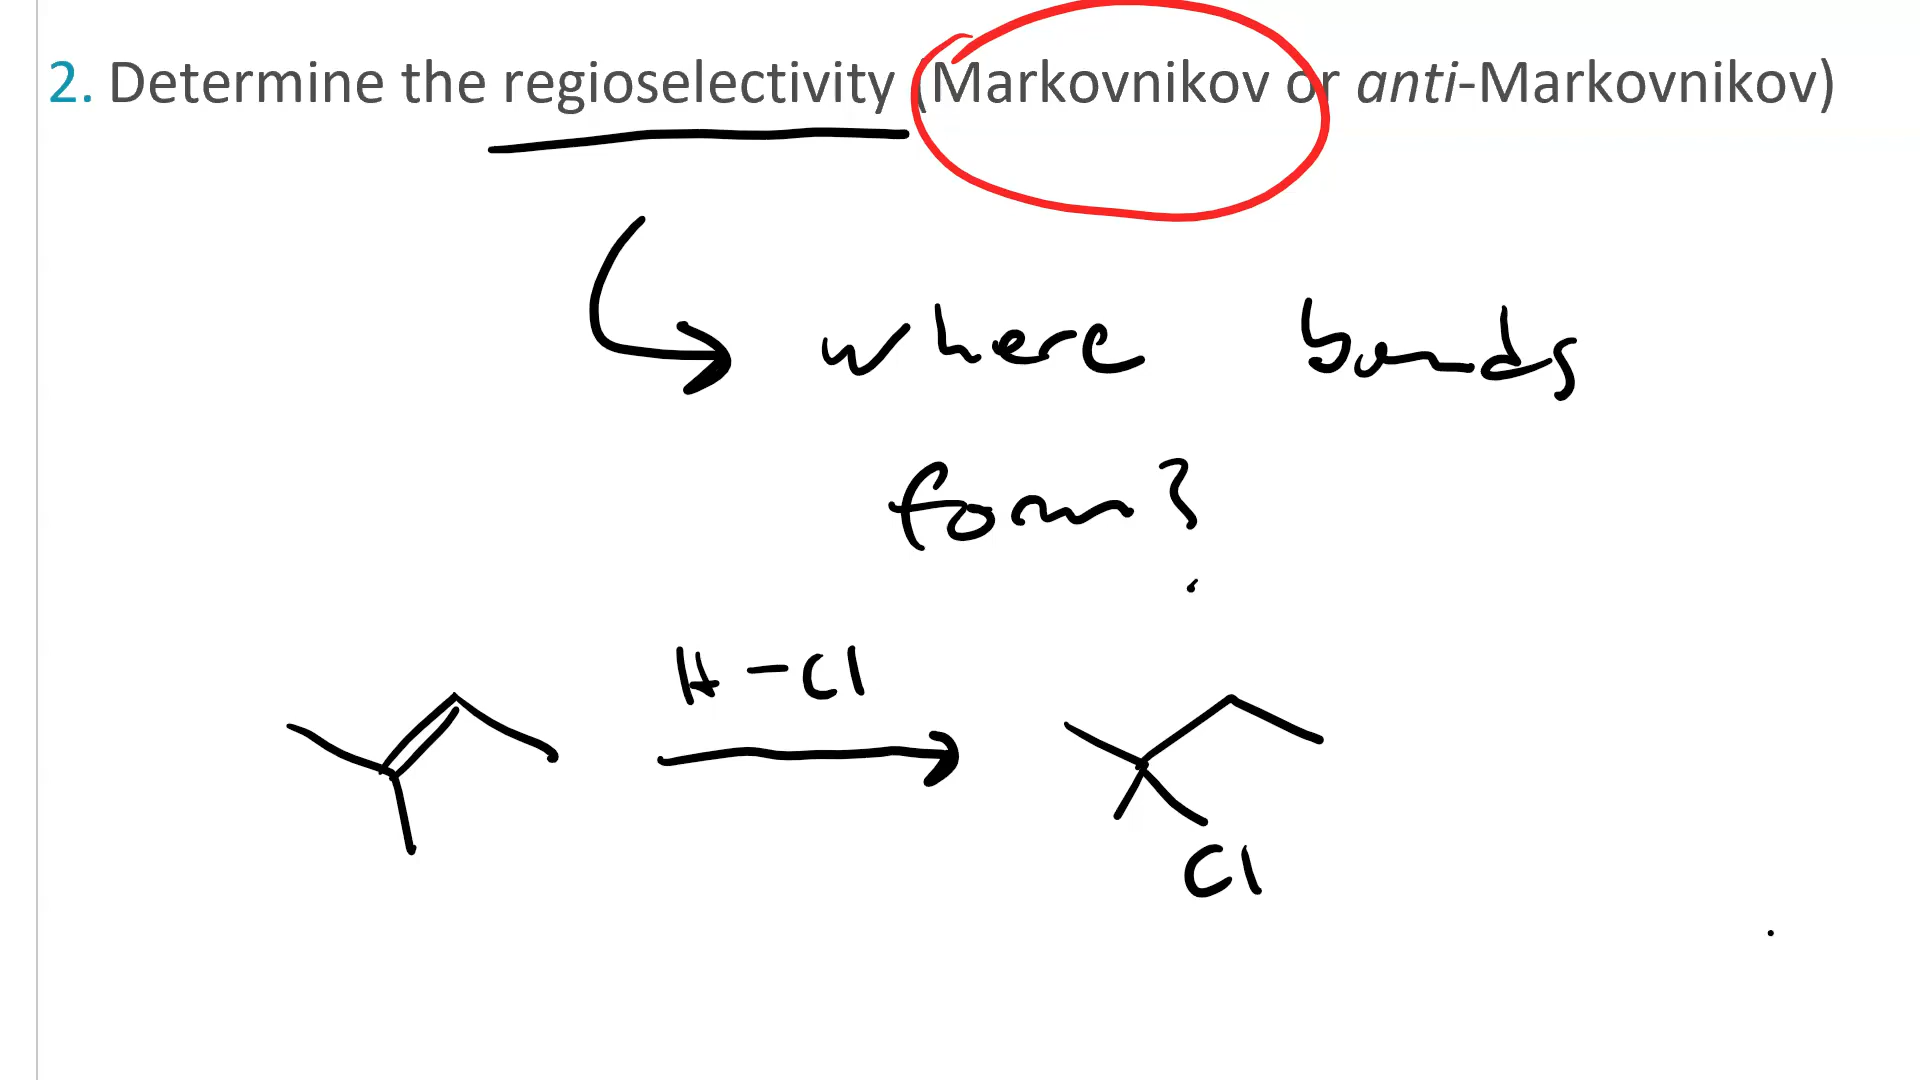 2. Determine the regioselectivity (Markovnikov or anti-Markovnikov)
where bonds
form?
H-Cl
Cl